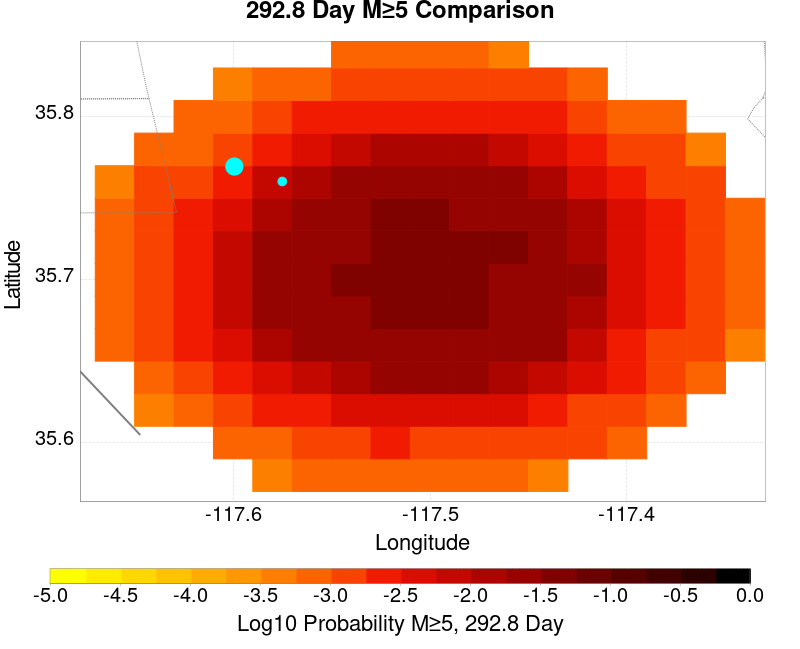 292.8 Day M≥5 Comparison
35.8
35.7
35.6
Latitude
-117.6 -117.5 -117.4
Longitude
-5.0 -4.5 -4.0 -3.5 -3.0 -2.5 -2.0 -1.5 -1.0 -0.5 0.0
Log10 Probability M≥5, 292.8 Day